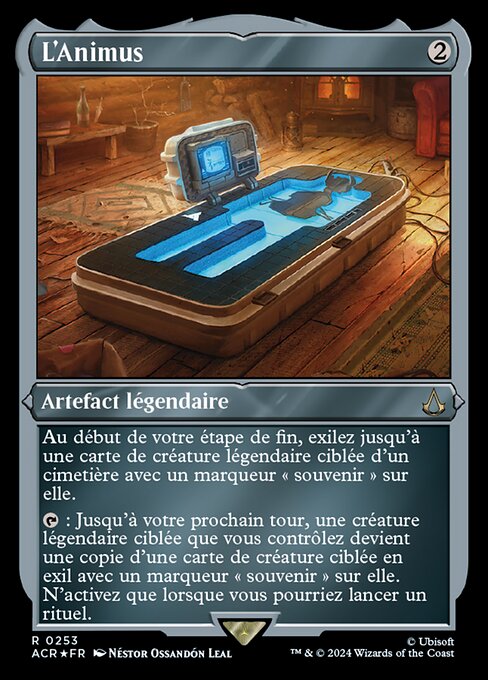 L'Animus 2
Artefact légendaire
Au début de votre étape de fin, exilez jusqu'à
une carte de créature légendaire ciblée d'un
cimetière avec un marqueur « souvenir » sur
elle.
: Jusqu'à votre prochain tour, une créature
légendaire ciblée que vous contrôlez devient
une copie d'une carte de créature ciblée en
exil avec un marqueur « souvenir » sur elle.
N'activez que lorsque vous pourriez lancer un
rituel.
R 0253
ACR★FR Néstor Ossandón Leal
© Ubisoft
™ & © 2024 Wizards of the Coast